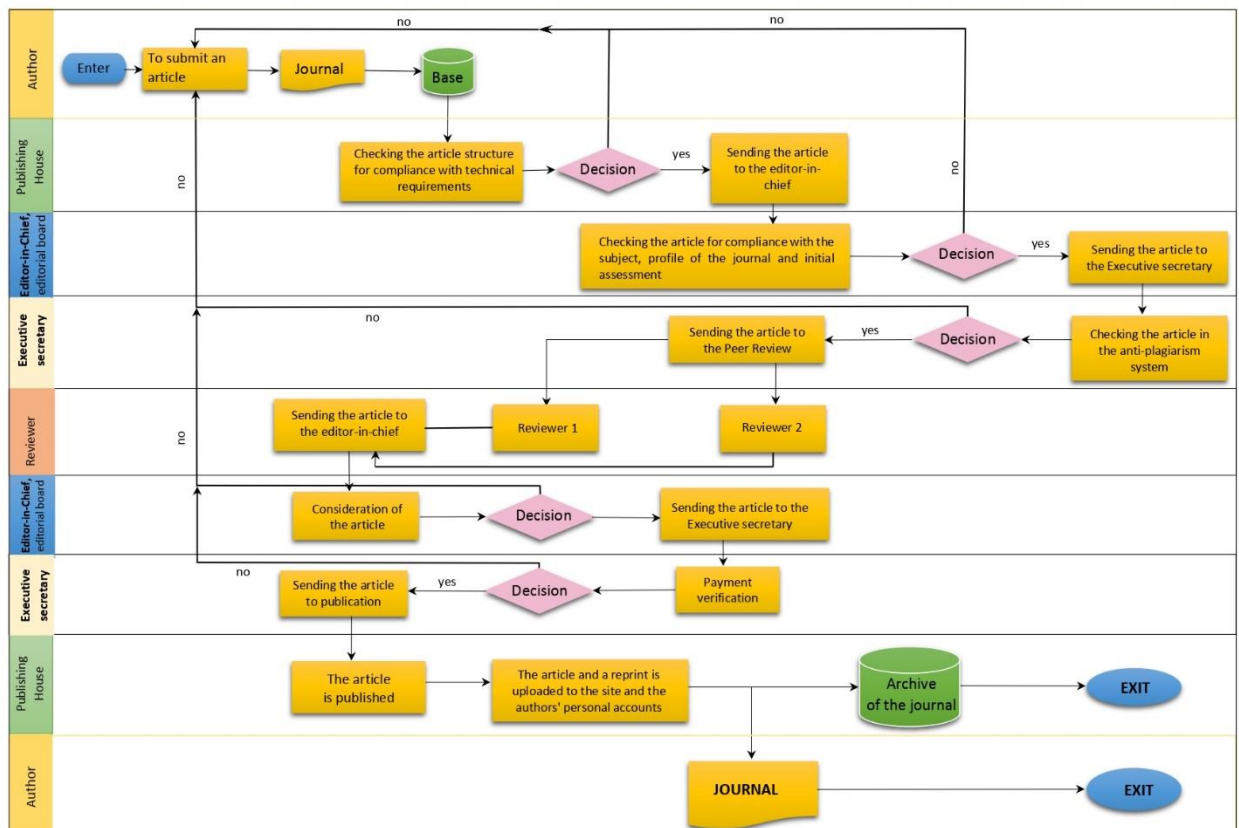 no
no
Author
Enter
To submit an
article
Journal
Base
Publishing
House
no
Checking the article structure
for compliance with technical
requirements
Decision
yes
Sending the article
to the editor-in-
chief
no
Editor-in-Chief,
editorial board
Checking the article for compliance with the
subject, profile of the journal and initial
assessment
Decision
yes
Sending the article to
the Executive secretary
Executive
secretary
no
Sending the article to
the Peer Review
yes
Decision
Checking the article in
the anti-plagiarism
system
Reviewer
no
Sending the article to
the editor-in-chief
Reviewer 1
Reviewer 2
Editor-in-Chief,
editorial board
Consideration of
the article
Decision
Sending the article to the
Executive secretary
Executive
secretary
no
Sending the article
to publication
yes
Decision
Payment
verification
Publishing
House
The article
is published
The article and a reprint is
uploaded to the site and the
authors' personal accounts
Archive
of the journal
EXIT
Author
JOURNAL
EXIT